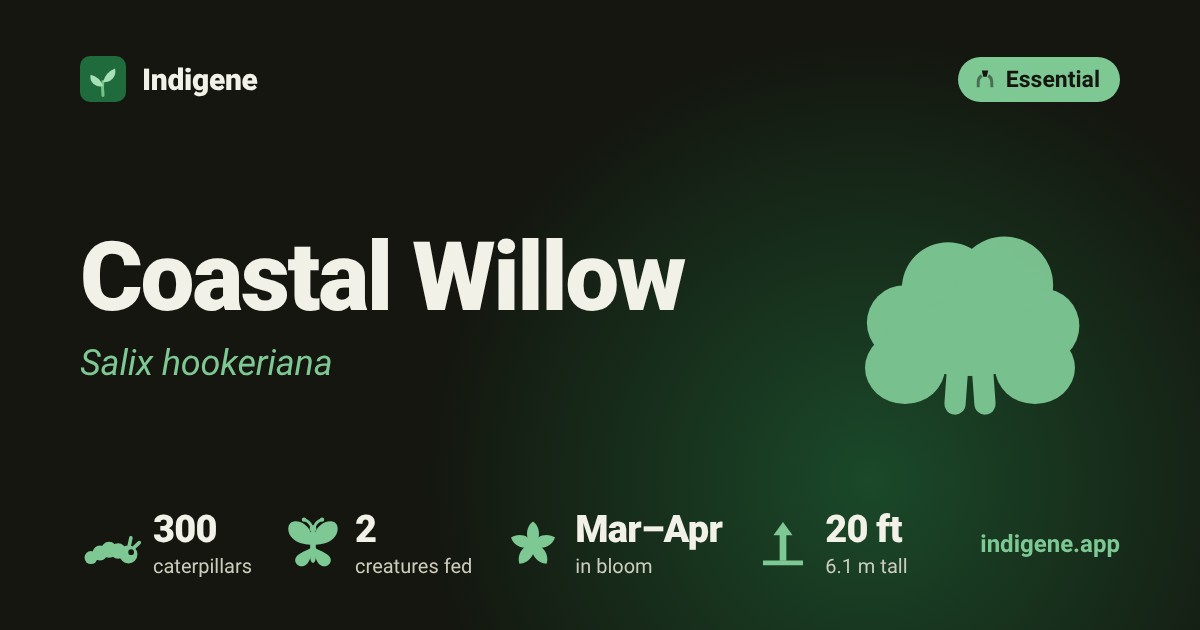 Indigene
Essential
Coastal Willow
Salix hookeriana
300
caterpillars
2
creatures fed
Mar–Apr
in bloom
20 ft
6.1 m tall
indigene.app